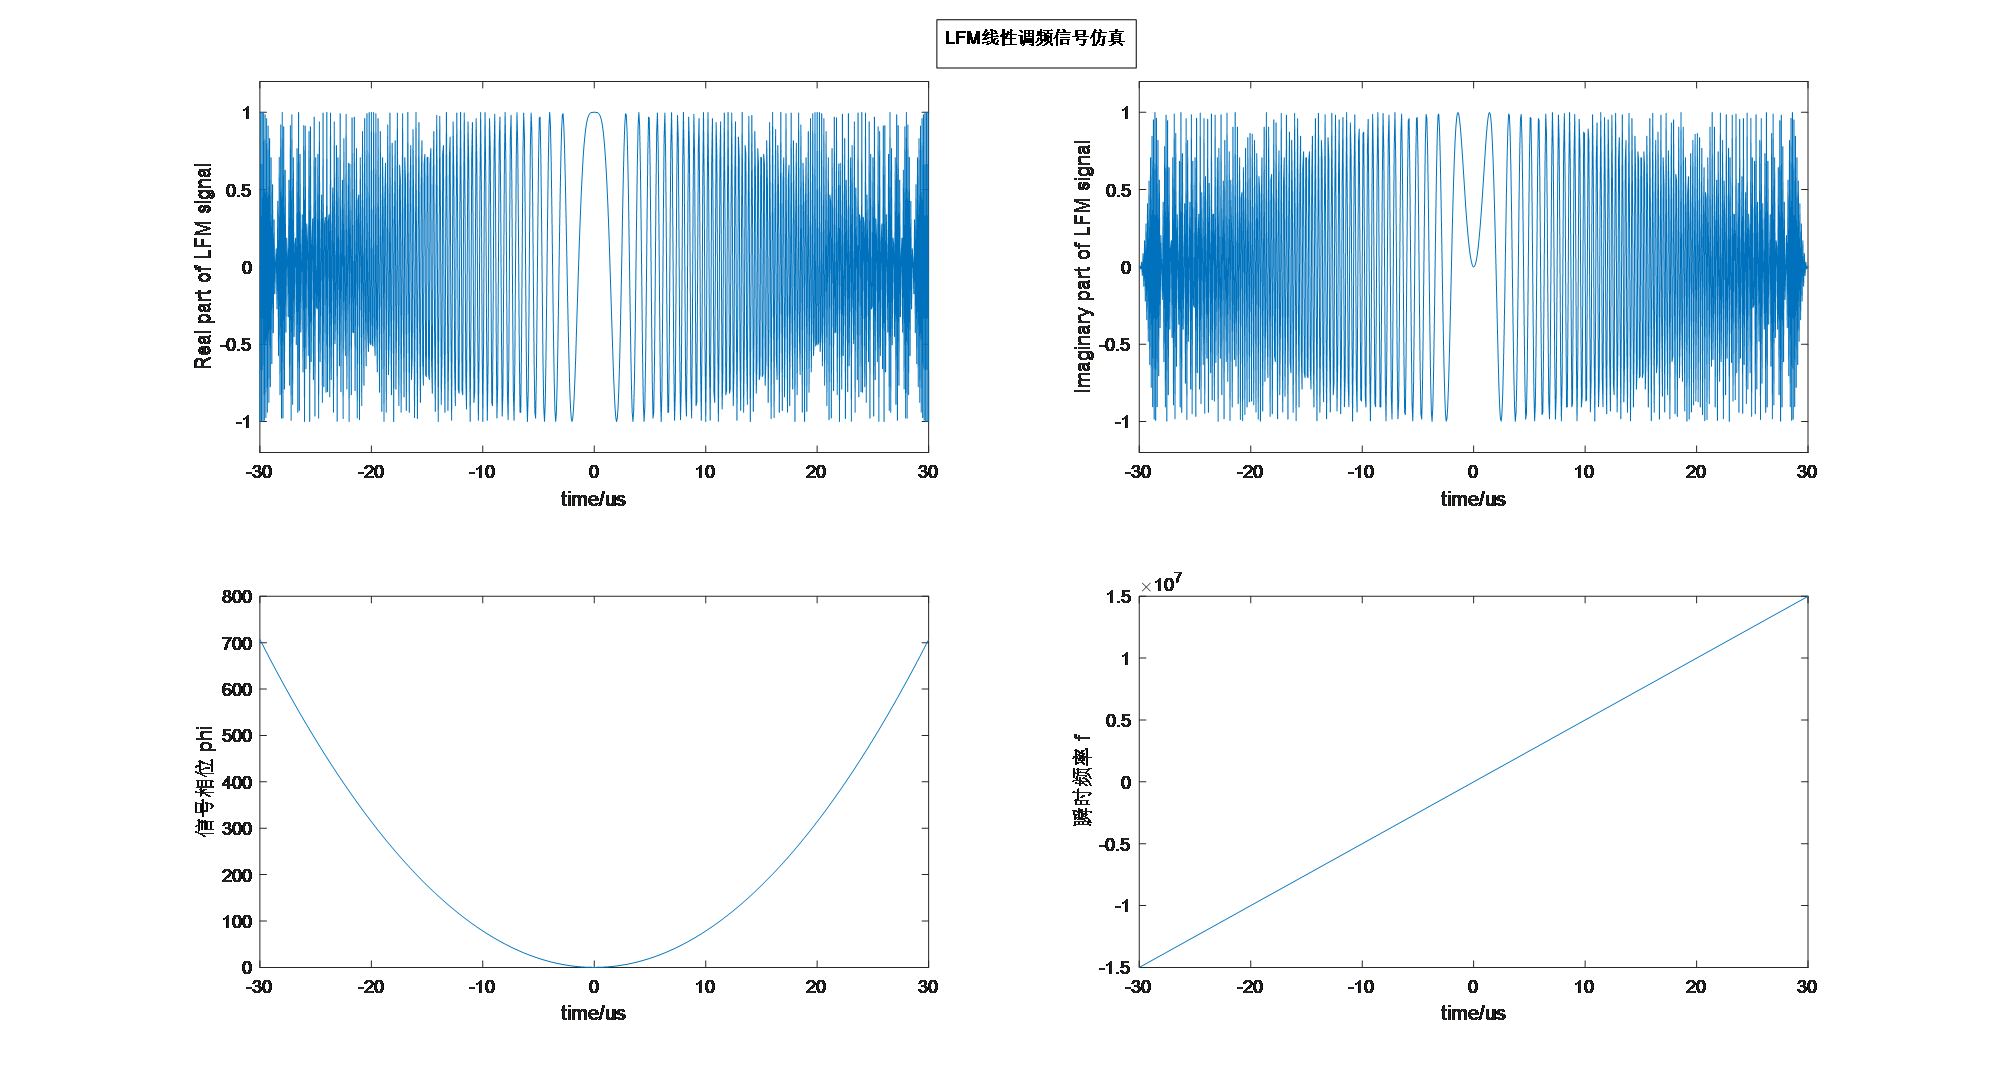 LFM线性调频信号仿真
Real part of LFM signal
1
0.5
0
-0.5
-1
-30 -20 -10 0 10 20 30
time/us
Imaginary part of LFM signal
1
0.5
0
-0.5
-1
-30 -20 -10 0 10 20 30
time/us
信号相位 phi
800
700
600
500
400
300
200
100
0
-30 -20 -10 0 10 20 30
time/us
瞬时频率 f
×10^7
1.5
1
0.5
0
-0.5
-1
-1.5
-30 -20 -10 0 10 20 30
time/us